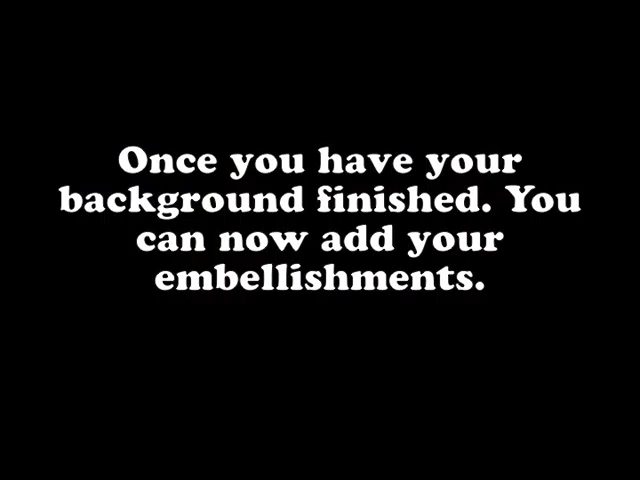 Once you have your
background finished. You
can now add your
embellishments.